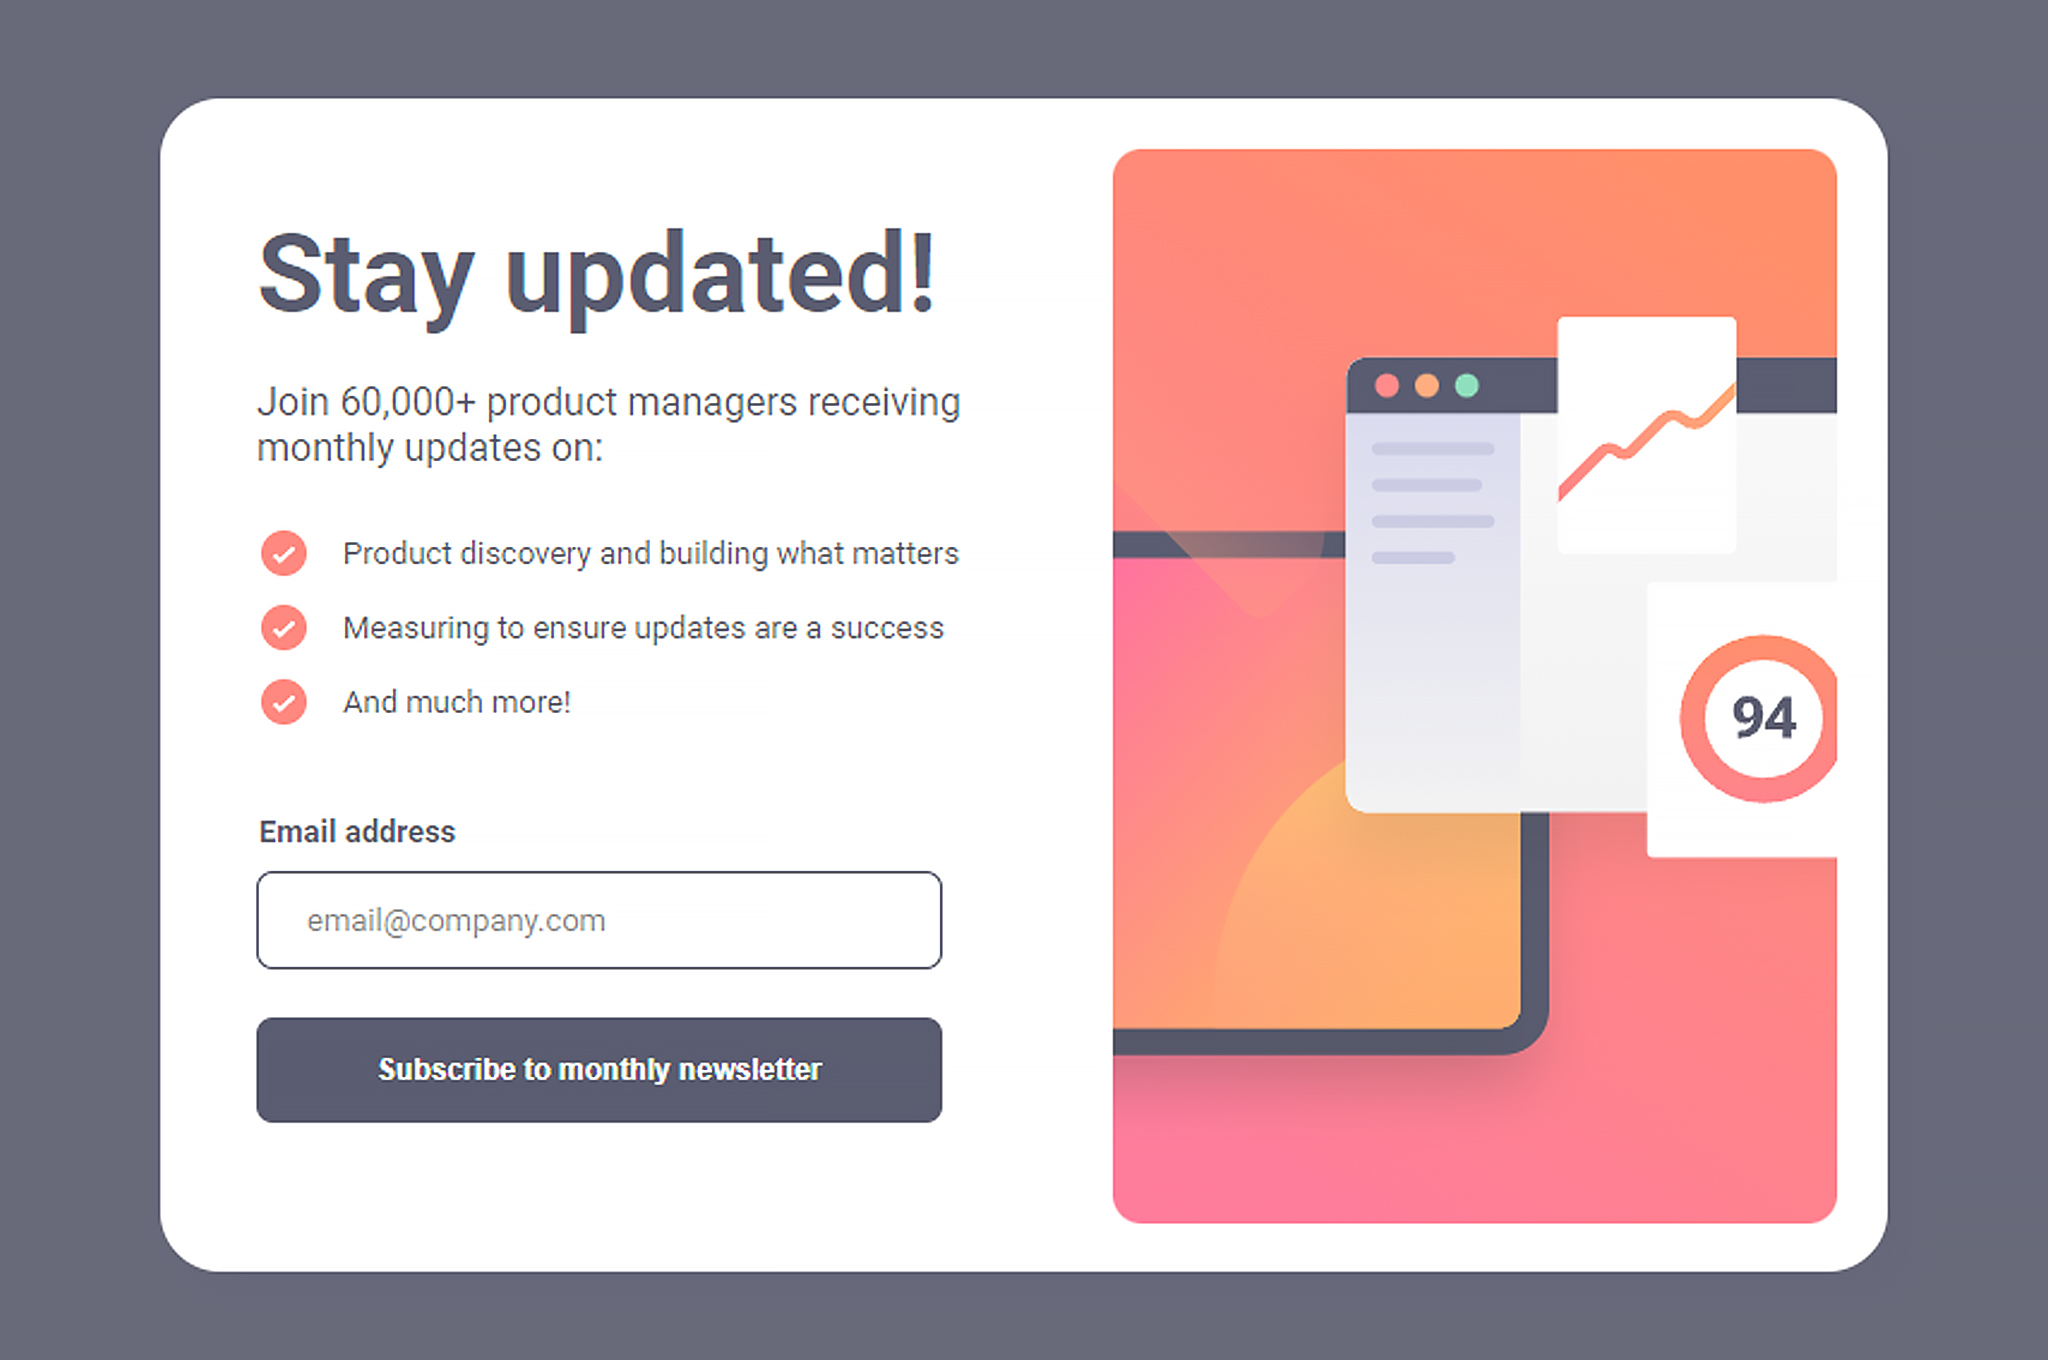 Stay updated!
Join 60,000+ product managers receiving
monthly updates on:
Product discovery and building what matters
Measuring to ensure updates are a success
And much more!
Email address
email@company.com
Subscribe to monthly newsletter
94